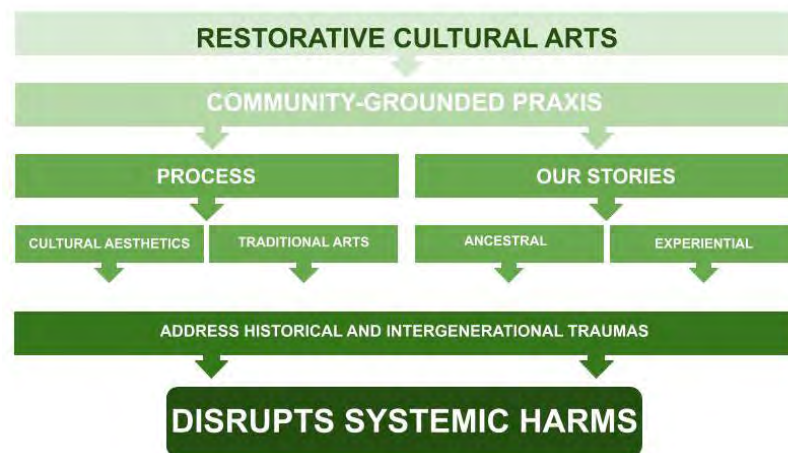 RESTORATIVE CULTURAL ARTS
COMMUNITY-GROUNDED PRAXIS
PROCESS
OUR STORIES
CULTURAL AESTHETICS
TRADITIONAL ARTS
ANCESTRAL
EXPERIENTIAL
ADDRESS HISTORICAL AND INTERGENERATIONAL TRAUMAS
DISRUPTS SYSTEMIC HARMS